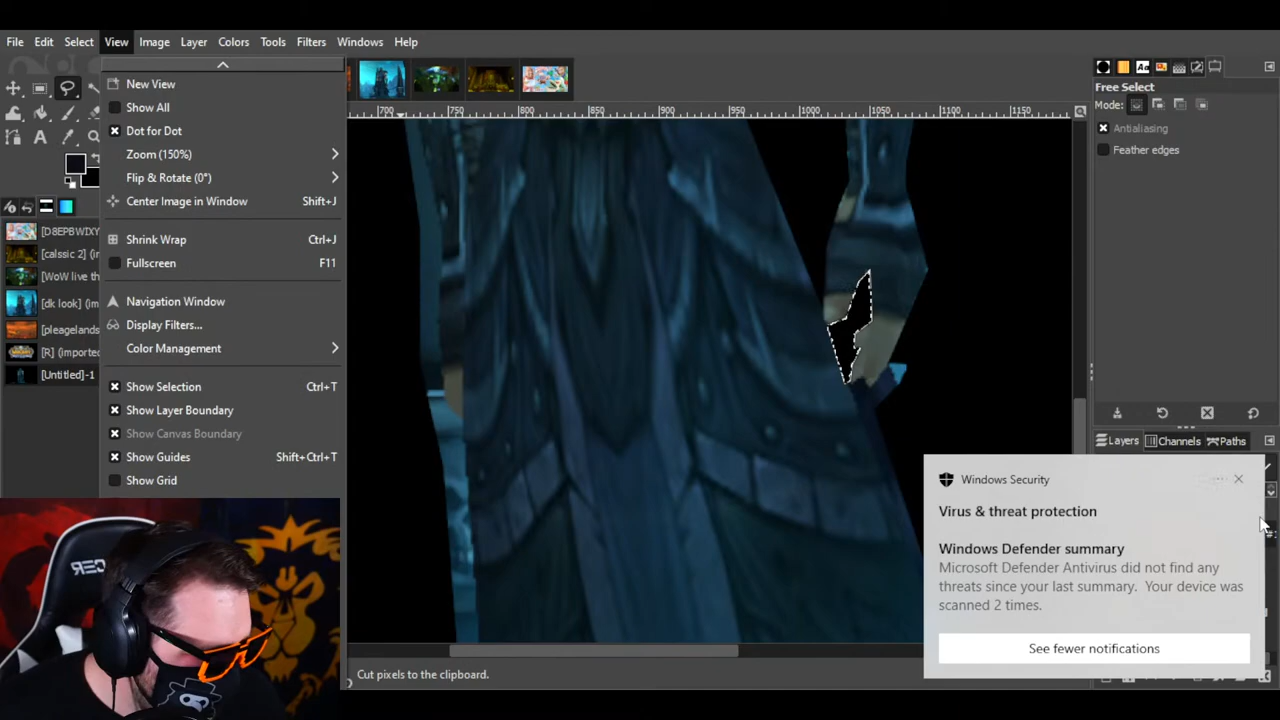 File Edit Select View Image Layer Colors Tools Filters Windows Help
New View
Show All
Dot for Dot
Zoom (150%)
Flip & Rotate (0°)
Center Image in Window Shift+J
Shrink Wrap Ctrl+J
Fullscreen F11
Navigation Window
Display Filters...
Color Management
Show Selection Ctrl+T
Show Layer Boundary
Show Canvas Boundary
Show Guides Shift+Ctrl+T
Show Grid
[D8EPBWIXY
[calssic 2] (i
[WoW live th
[dk look] (im
[pleagelands
[R] (imported
[Untitled]-1
700 750 800 850 900 950 1000 1050 1100 1150
Free Select
Mode:
Antialiasing
Feather edges
Layers Channels Paths
Windows Security
Virus & threat protection
Windows Defender summary
Microsoft Defender Antivirus did not find any
threats since your last summary. Your device was
scanned 2 times.
See fewer notifications
Cut pixels to the clipboard.